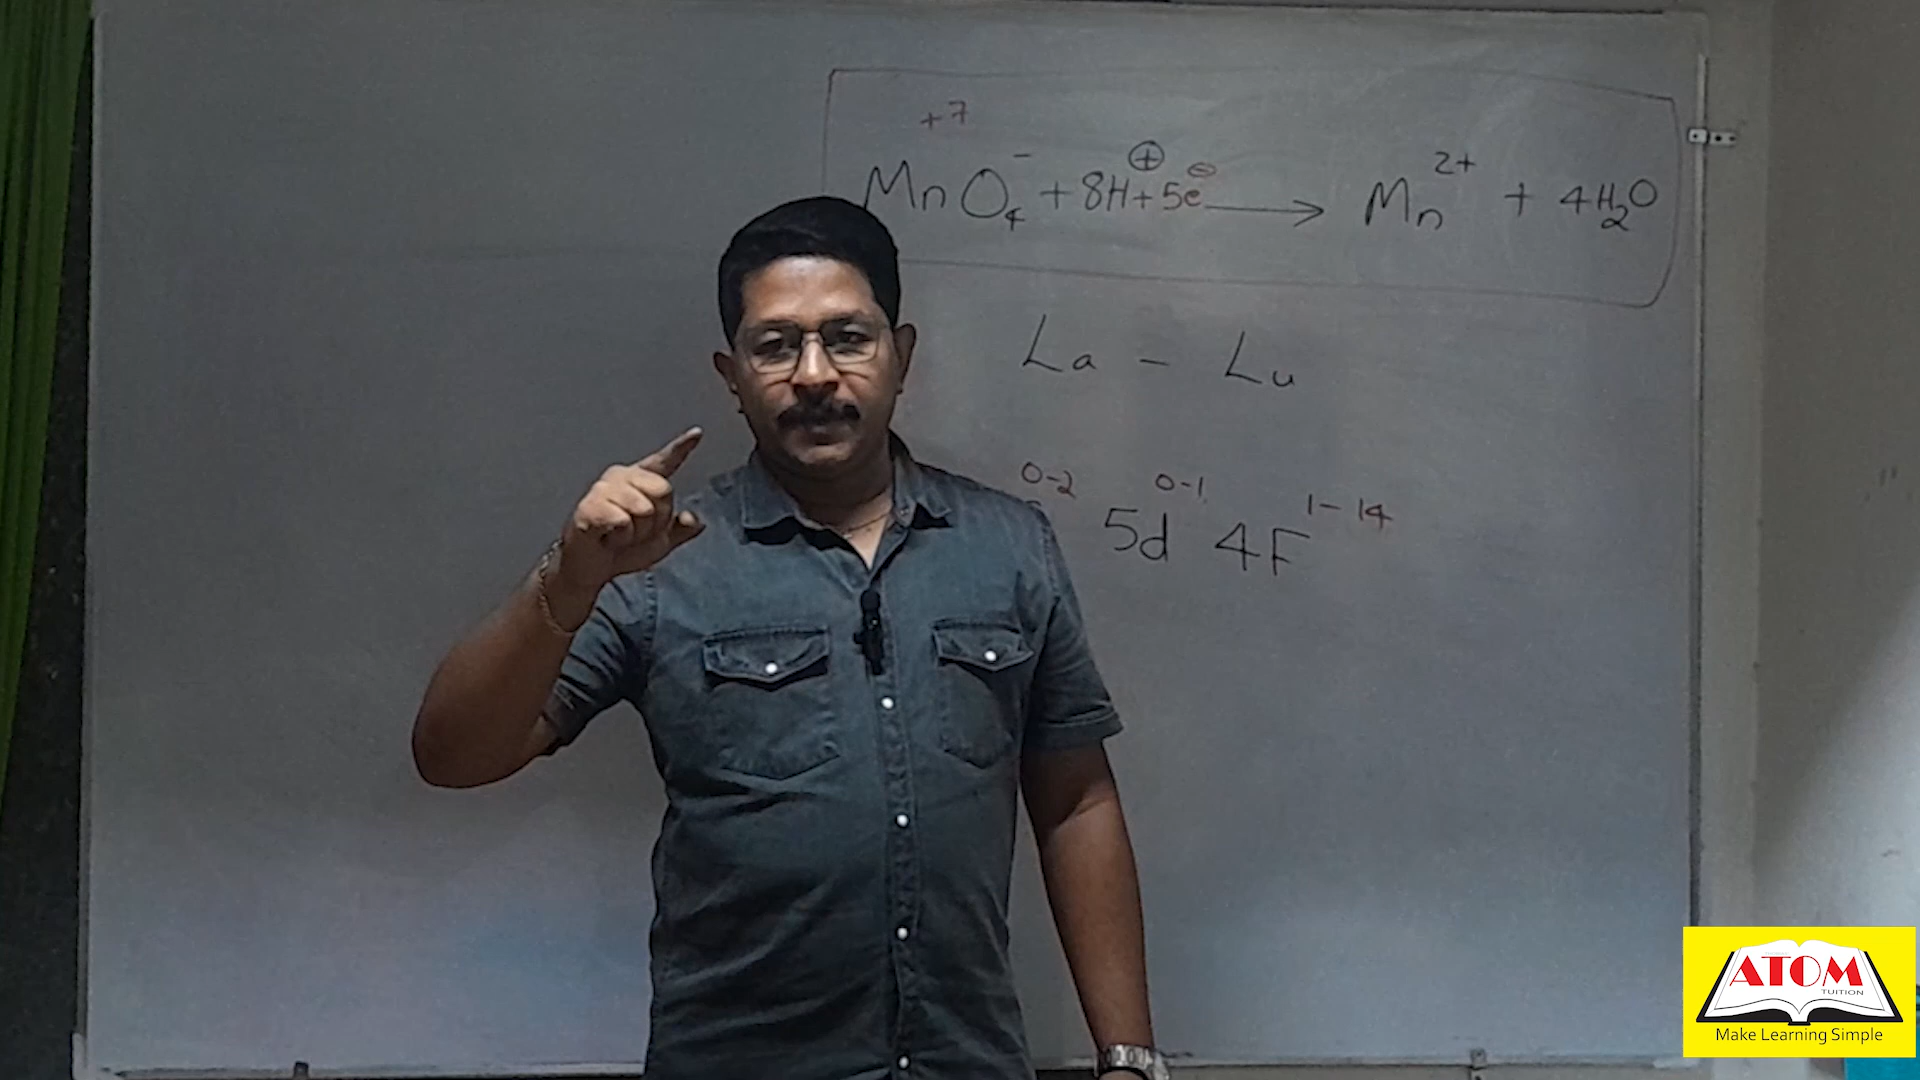 +7
MnO₄⁻ + 8H⊕ + 5e⊖ ⟶ Mn²⁺ + 4H₂O
La - Lu
0-2 0-1 1-14
5d 4F
ATOM
TUITION
Make Learning Simple